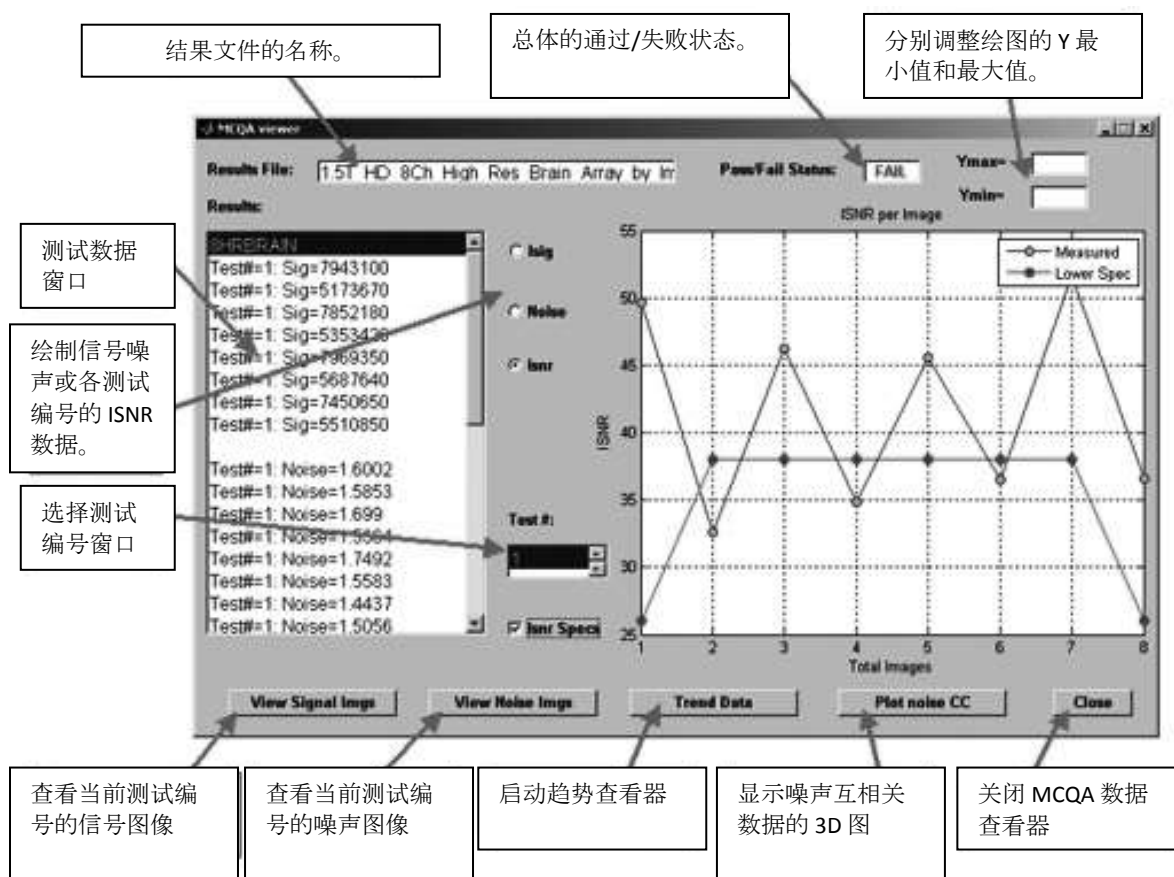 结果文件的名称。
总体的通过/失败状态。
分别调整绘图的 Y 最
小值和最大值。
MCQA viewer
Results File:
1.5T HD 8Ch High Res Brain Array by Im
Pass/Fail Status:
FAIL
Ymax=
Ymin=
Results:
8HRBRAIN
Test#=1: Sig=7943100
Test#=1: Sig=5173670
Test#=1: Sig=7852180
Test#=1: Sig=5353420
Test#=1: Sig=7969350
Test#=1: Sig=5687640
Test#=1: Sig=7450650
Test#=1: Sig=5510850
Test#=1: Noise=1.6002
Test#=1: Noise=1.5853
Test#=1: Noise=1.699
Test#=1: Noise=1.5664
Test#=1: Noise=1.7492
Test#=1: Noise=1.5583
Test#=1: Noise=1.4437
Test#=1: Noise=1.5056
Isig
Noise
Isnr
Test #:
1
Isnr Specs
ISNR per Image
Measured
Lower Spec
55
50
45
40
35
30
25
ISNR
1 2 3 4 5 6 7 8
Total Images
View Signal Imgs
View Noise Imgs
Trend Data
Plot noise CC
Close
测试数据
窗口
绘制信号噪
声或各测试
编号的 ISNR
数据。
选择测试
编号窗口
查看当前测试编
号的信号图像
查看当前测试编
号的噪声图像
启动趋势查看器
显示噪声互相关
数据的 3D 图
关闭 MCQA 数据
查看器